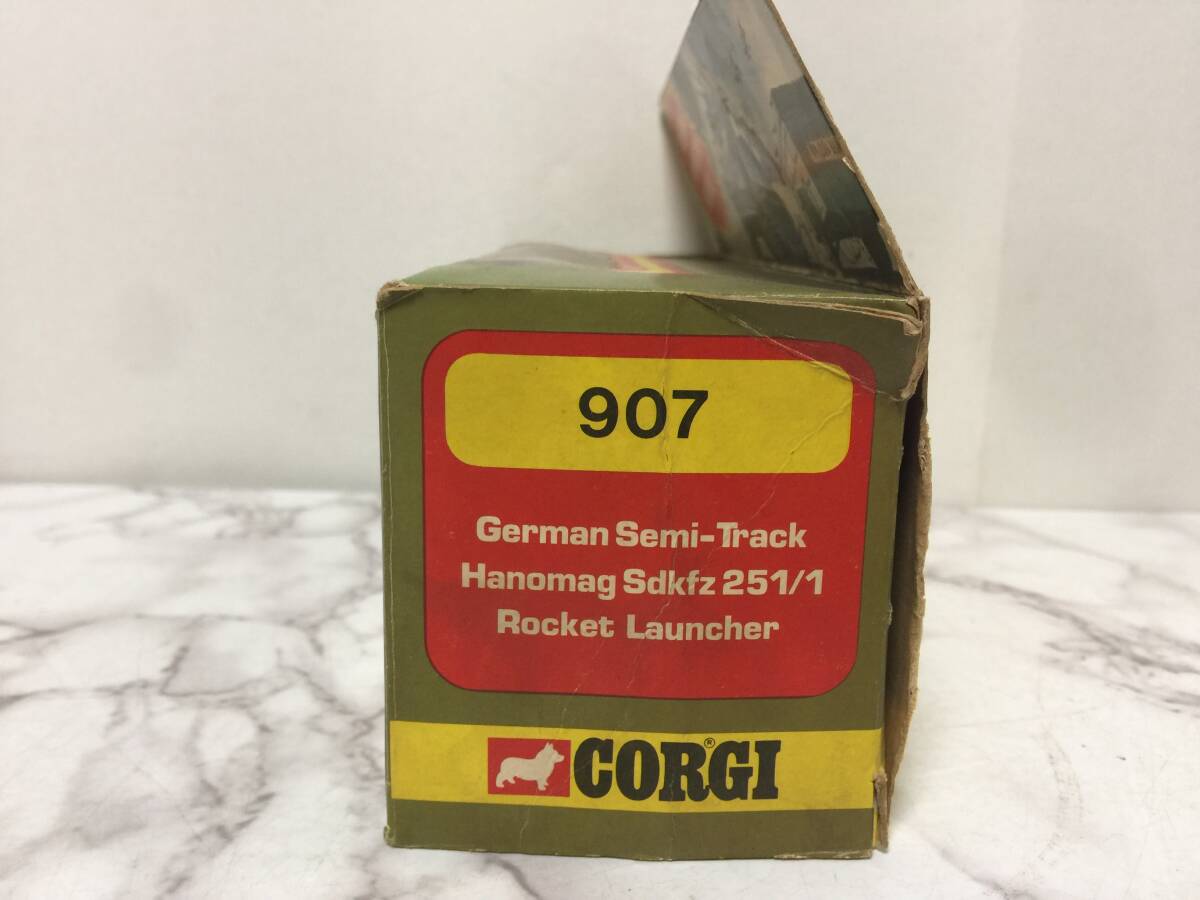 907
German Semi-Track
Hanomag Sdkfz 251/1
Rocket Launcher
CORGI®